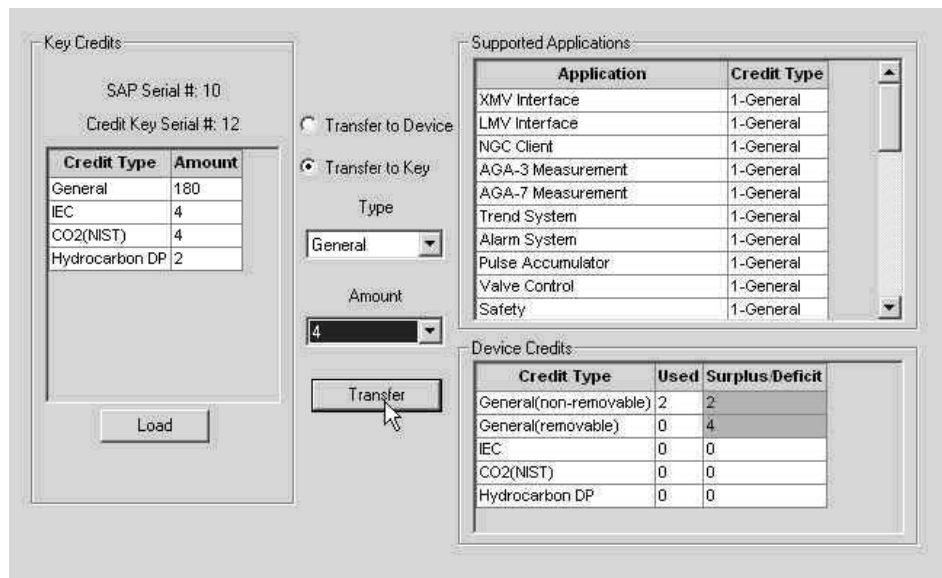 Key Credits
SAP Serial #: 10
Credit Key Serial #: 12
Credit Type Amount
General 180
IEC 4
CO2(NIST) 4
Hydrocarbon DP 2
Load
Transfer to Device
Transfer to Key
Type
General
Amount
4
Transfer
Supported Applications
Application Credit Type
XMV Interface 1-General
LMV Interface 1-General
NGC Client 1-General
AGA-3 Measurement 1-General
AGA-7 Measurement 1-General
Trend System 1-General
Alarm System 1-General
Pulse Accumulator 1-General
Valve Control 1-General
Safety 1-General
Device Credits
Credit Type Used Surplus/Deficit
General(non-removable) 2 2
General(removable) 0 4
IEC 0 0
CO2(NIST) 0 0
Hydrocarbon DP 0 0